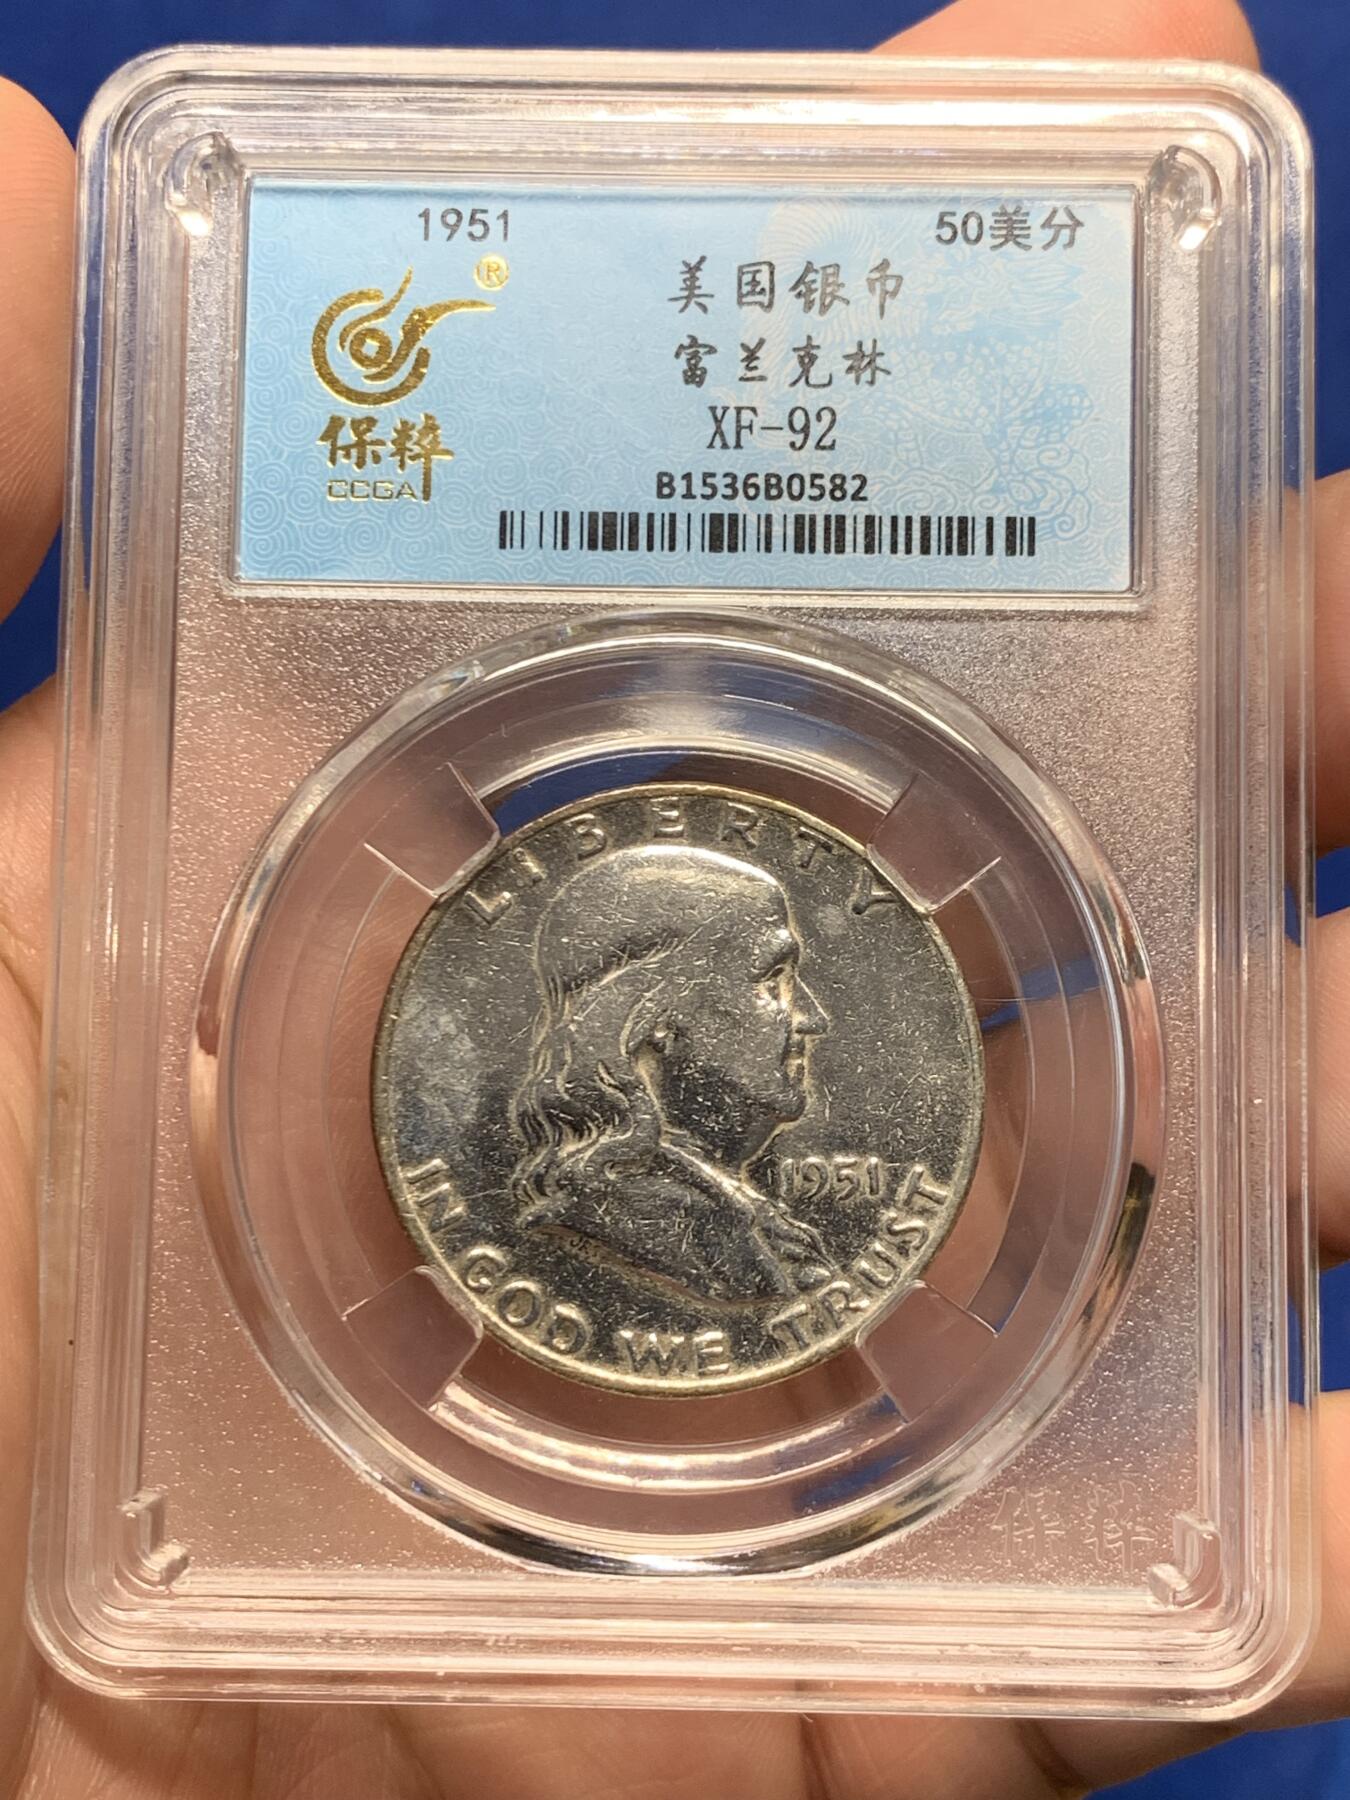 1951
50美分
®
美国银币
富兰克林
保粹
CCGA
XF-92
B1536B0582
LIBERTY
1951
IN GOD WE TRUST
保粹